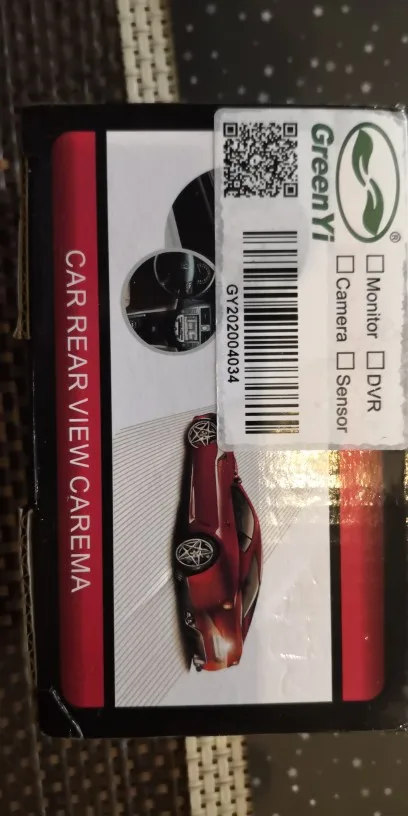 GreenYi
®
☐ Monitor ☐ DVR
☐ Camera ☐ Sensor
GY202004034
CAR REAR VIEW CAREMA